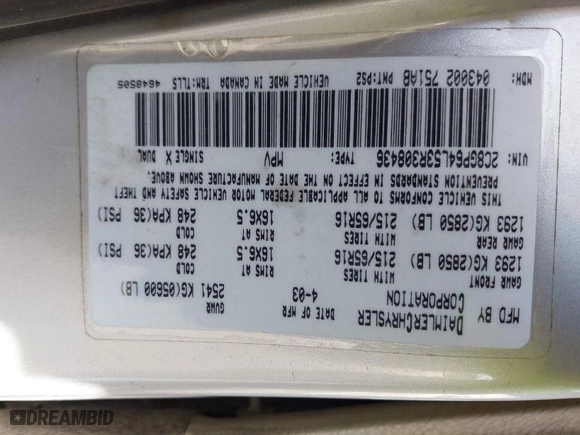 MFD BY DAIMLERCHRYSLER
CORPORATION
DATE OF MFR
4-03
GVWR
2541 KG(05600 LB)
GAWR FRONT WITH TIRES RIMS AT COLD
1293 KG(2850 LB) 215/65R16 16X6.5 248 KPA(36 PSI)
GAWR REAR WITH TIRES RIMS AT COLD
1293 KG(2850 LB) 215/65R16 16X6.5 248 KPA(36 PSI)
THIS VEHICLE CONFORMS TO ALL APPLICABLE FEDERAL MOTOR VEHICLE SAFETY AND THEFT
PREVENTION STANDARDS IN EFFECT ON THE DATE OF MANUFACTURE SHOWN ABOVE.
VIN: 2C8GP64L53R308436 TYPE: MPV SINGLE X DUAL
MDH: 043002 751AB PNT:PS2 VEHICLE MADE IN CANADA TRM:TLLS 4648505
DREAMBID